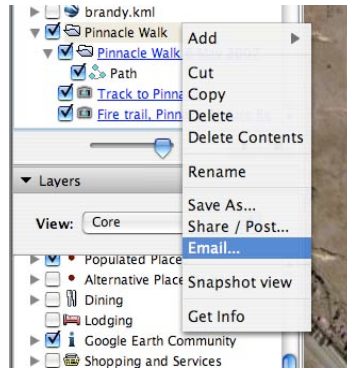 brandy.kml
Pinnacle Walk
Pinnacle Walk
Path
Track to Pinna
Fire trail, Pinn
Add
Cut
Copy
Delete
Delete Contents
Rename
Save As...
Share / Post...
Email...
Snapshot view
Get Info
Layers
View: Core
Populated Place
Alternative Place
Dining
Lodging
Google Earth Community
Shopping and Services